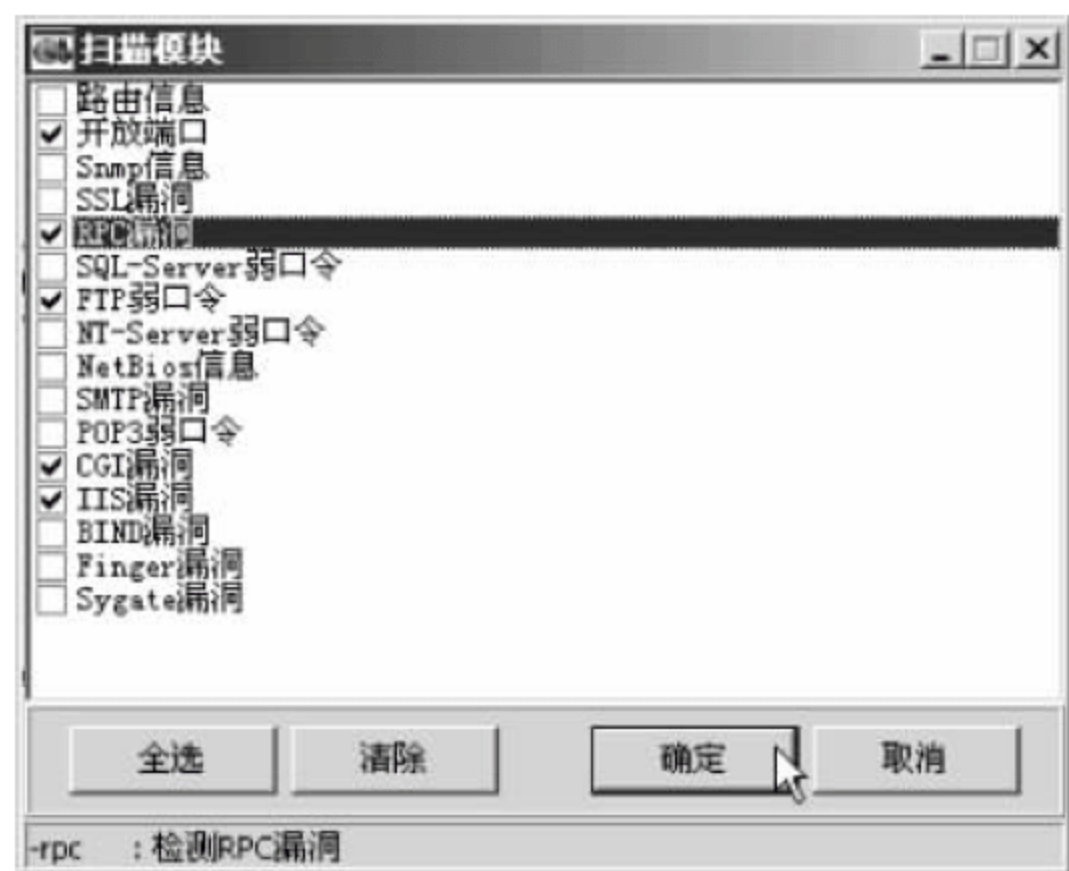 扫描模块
路由信息
开放端口
Snmp信息
SSL漏洞
RPC漏洞
SQL-Server弱口令
FTP弱口令
NT-Server弱口令
NetBios信息
SMTP漏洞
POP3弱口令
CGI漏洞
IIS漏洞
BIND漏洞
Finger漏洞
Sygate漏洞
全选 清除 确定 取消
-rpc : 检测RPC漏洞